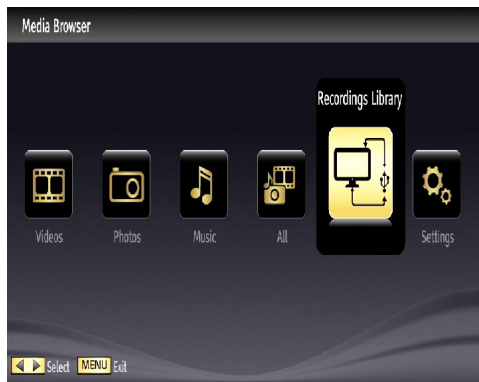 Media Browser
Recordings Library
Videos
Photos
Music
All
Settings
Select MENU Exit